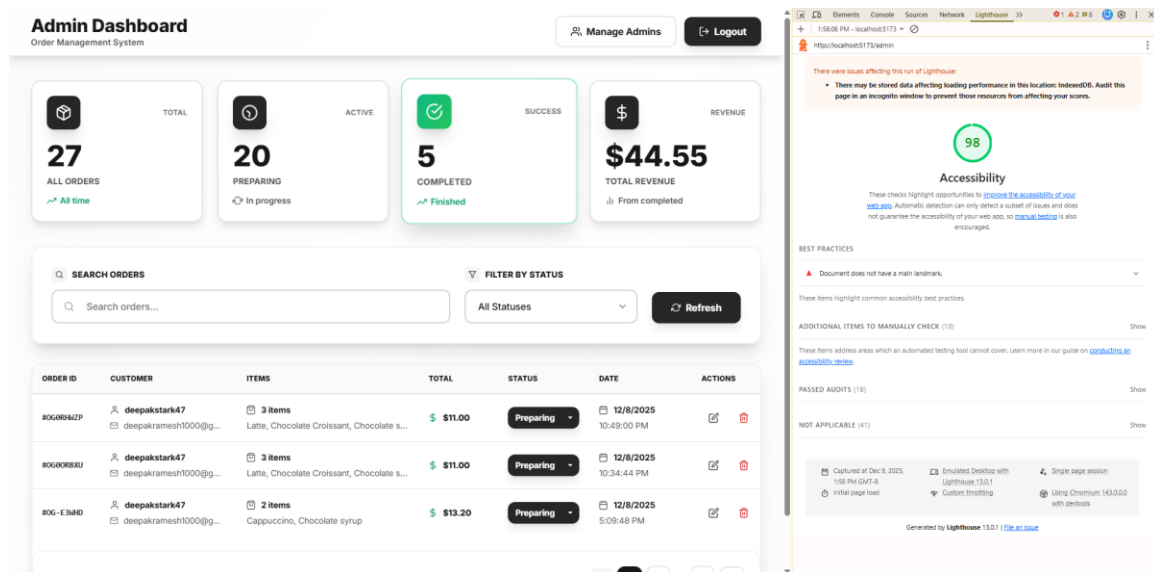 Admin Dashboard
Order Management System
Manage Admins
Logout
TOTAL
27
ALL ORDERS
All time
ACTIVE
20
PREPARING
In progress
SUCCESS
5
COMPLETED
Finished
REVENUE
$44.55
TOTAL REVENUE
From completed
SEARCH ORDERS
Search orders...
FILTER BY STATUS
All Statuses
Refresh
ORDER ID CUSTOMER ITEMS TOTAL STATUS DATE ACTIONS
deepakstark47 3 items 12/8/2025
#OG0RHWZP $ $11.00 Preparing
deepakramesh1000@g... Latte, Chocolate Croissant, Chocolate s... 10:49:00 PM
deepakstark47 3 items 12/8/2025
#OG0ORBXU $ $11.00 Preparing
deepakramesh1000@g... Latte, Chocolate Croissant, Chocolate s... 10:34:44 PM
deepakstark47 2 items 12/8/2025
#OG-E3WHD $ $13.20 Preparing
deepakramesh1000@g... Cappuccino, Chocolate syrup 5:09:48 PM
Elements Console Sources Network Lighthouse 1 2 8
1:58:06 PM - localhost:5173
http://localhost:5173/admin
There were issues affecting this run of Lighthouse:
• There may be stored data affecting loading performance in this location: IndexedDB. Audit this
page in an incognito window to prevent those resources from affecting your scores.
98
Accessibility
These checks highlight opportunities to improve the accessibility of your
web app. Automatic detection can only detect a subset of issues and does
not guarantee the accessibility of your web app, so manual testing is also
encouraged.
BEST PRACTICES
Document does not have a main landmark.
These items highlight common accessibility best practices.
ADDITIONAL ITEMS TO MANUALLY CHECK (10) Show
These items address areas which an automated testing tool cannot cover. Learn more in our guide on conducting an
accessibility review.
PASSED AUDITS (18) Show
NOT APPLICABLE (41) Show
Captured at Dec 9, 2025,
1:58 PM GMT-8
Initial page load
Emulated Desktop with
Lighthouse 13.0.1
Custom throttling
Single page session
Using Chromium 143.0.0.0
with devtools
Generated by Lighthouse 13.0.1 | File an issue